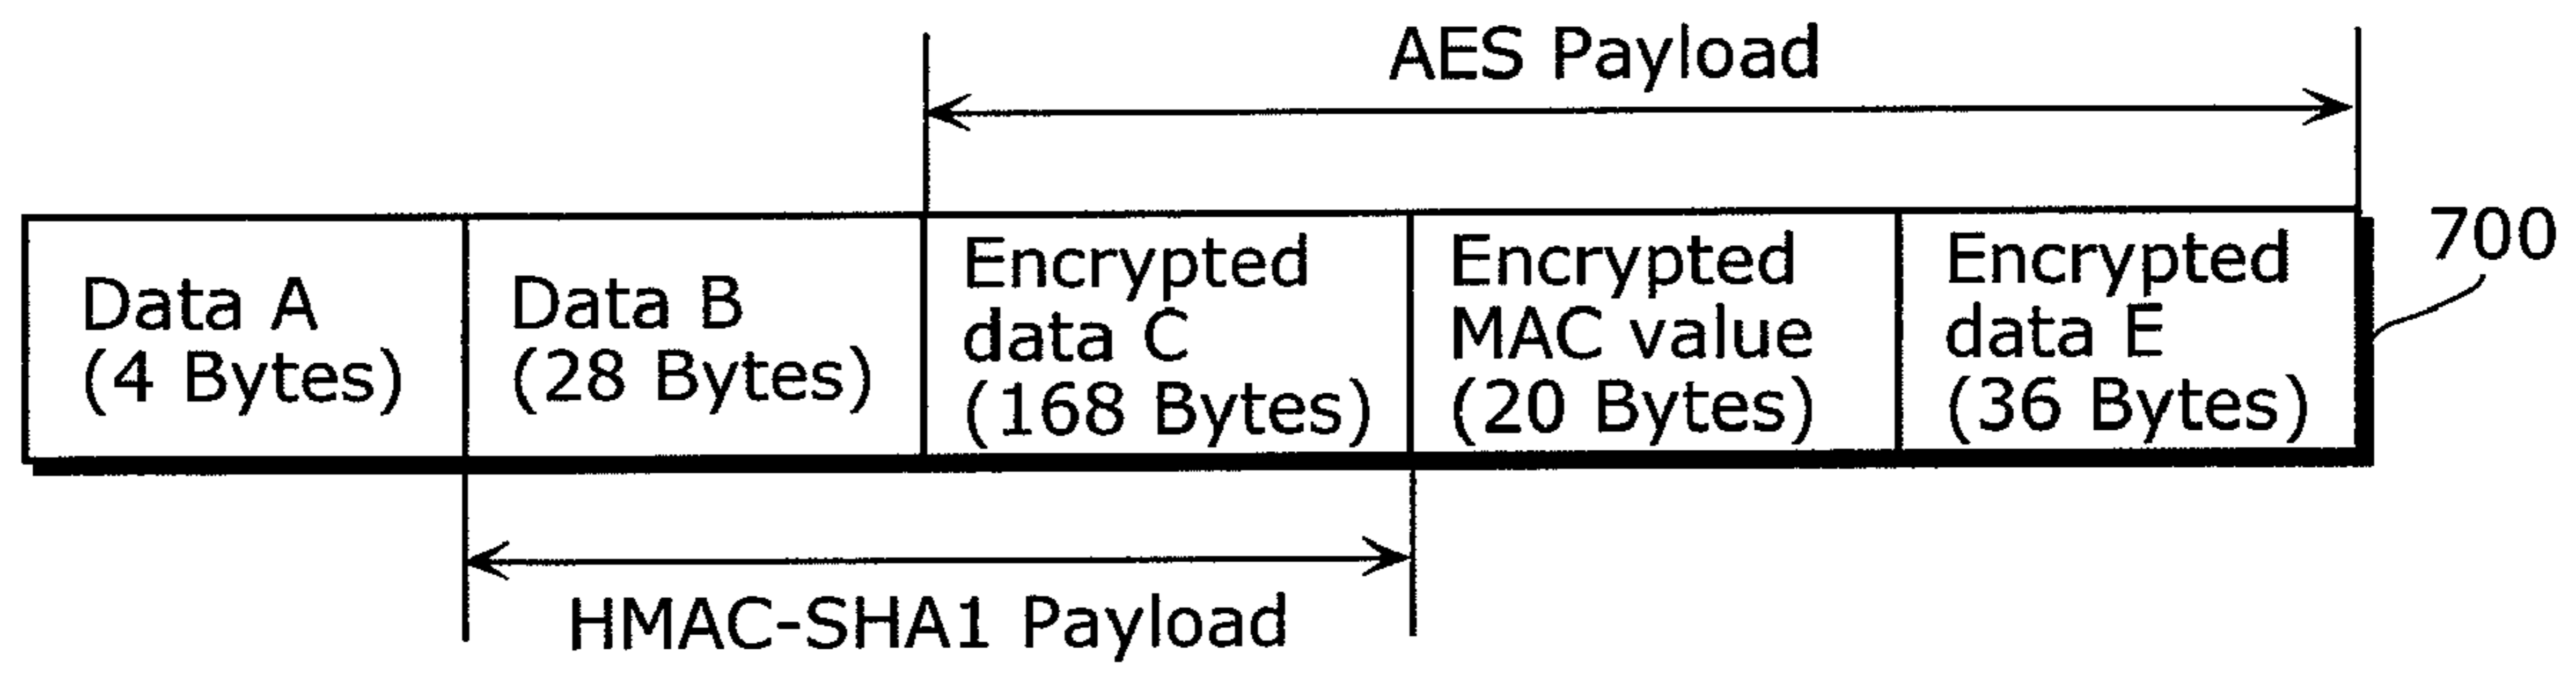 AES Payload
Data A
(4 Bytes)
Data B
(28 Bytes)
Encrypted
data C
(168 Bytes)
Encrypted
MAC value
(20 Bytes)
Encrypted
data E
(36 Bytes)
700
HMAC-SHA1 Payload